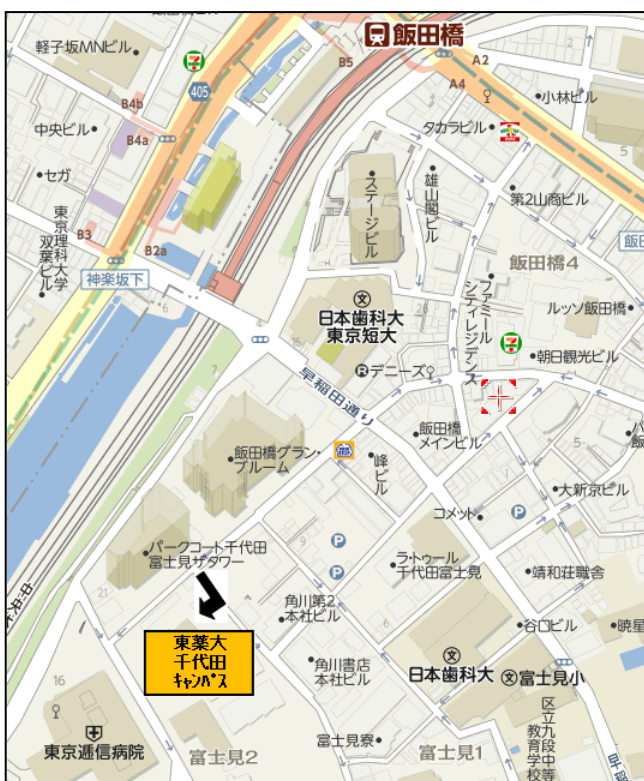 飯田橋
軽子坂MNビル
405
B5
A2
A4
小林ビル
B4b
中央ビル
B4a
タカラビル
セガ
ステージビル
雄山閣ビル
第2山商ビル
飯田
東京理科大学
双葉ビル
B3
B2a
神楽坂下
飯田橋4
ファミール
シティレジデンス
ルッソ飯田橋
日本歯科大
東京短大
デニーズ
朝日観光ビル
早稲田通り
飯田橋
メインビル
飯田橋グラン・
ブルーム
峰ビル
大新京ビル
コメット
パークコート千代田
富士見ザタワー
ラ・トゥール
千代田富士見
靖和荘職舎
角川第2
本社ビル
谷口ビル
暁星
東薬大
千代田
キャンパス
角川書店
本社ビル
日本歯科大
富士見小
16
21
東京逓信病院
富士見2
富士見寮
富士見1
区立九段中等
教育学校